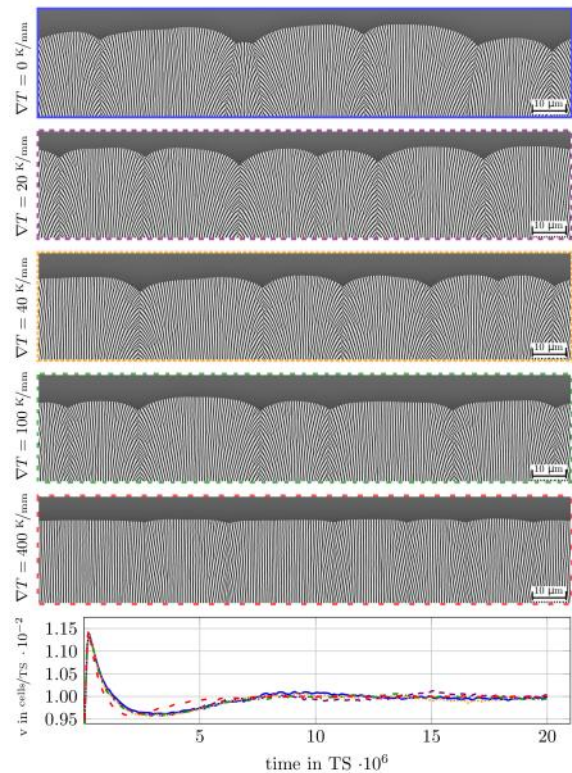 ∇T = 0 K/mm
10 µm
∇T = 20 K/mm
10 µm
∇T = 40 K/mm
10 µm
∇T = 100 K/mm
10 µm
∇T = 400 K/mm
10 µm
v in cells/TS · 10⁻²
1.15
1.10
1.05
1.00
0.95
5
10
15
20
time in TS ·10⁶